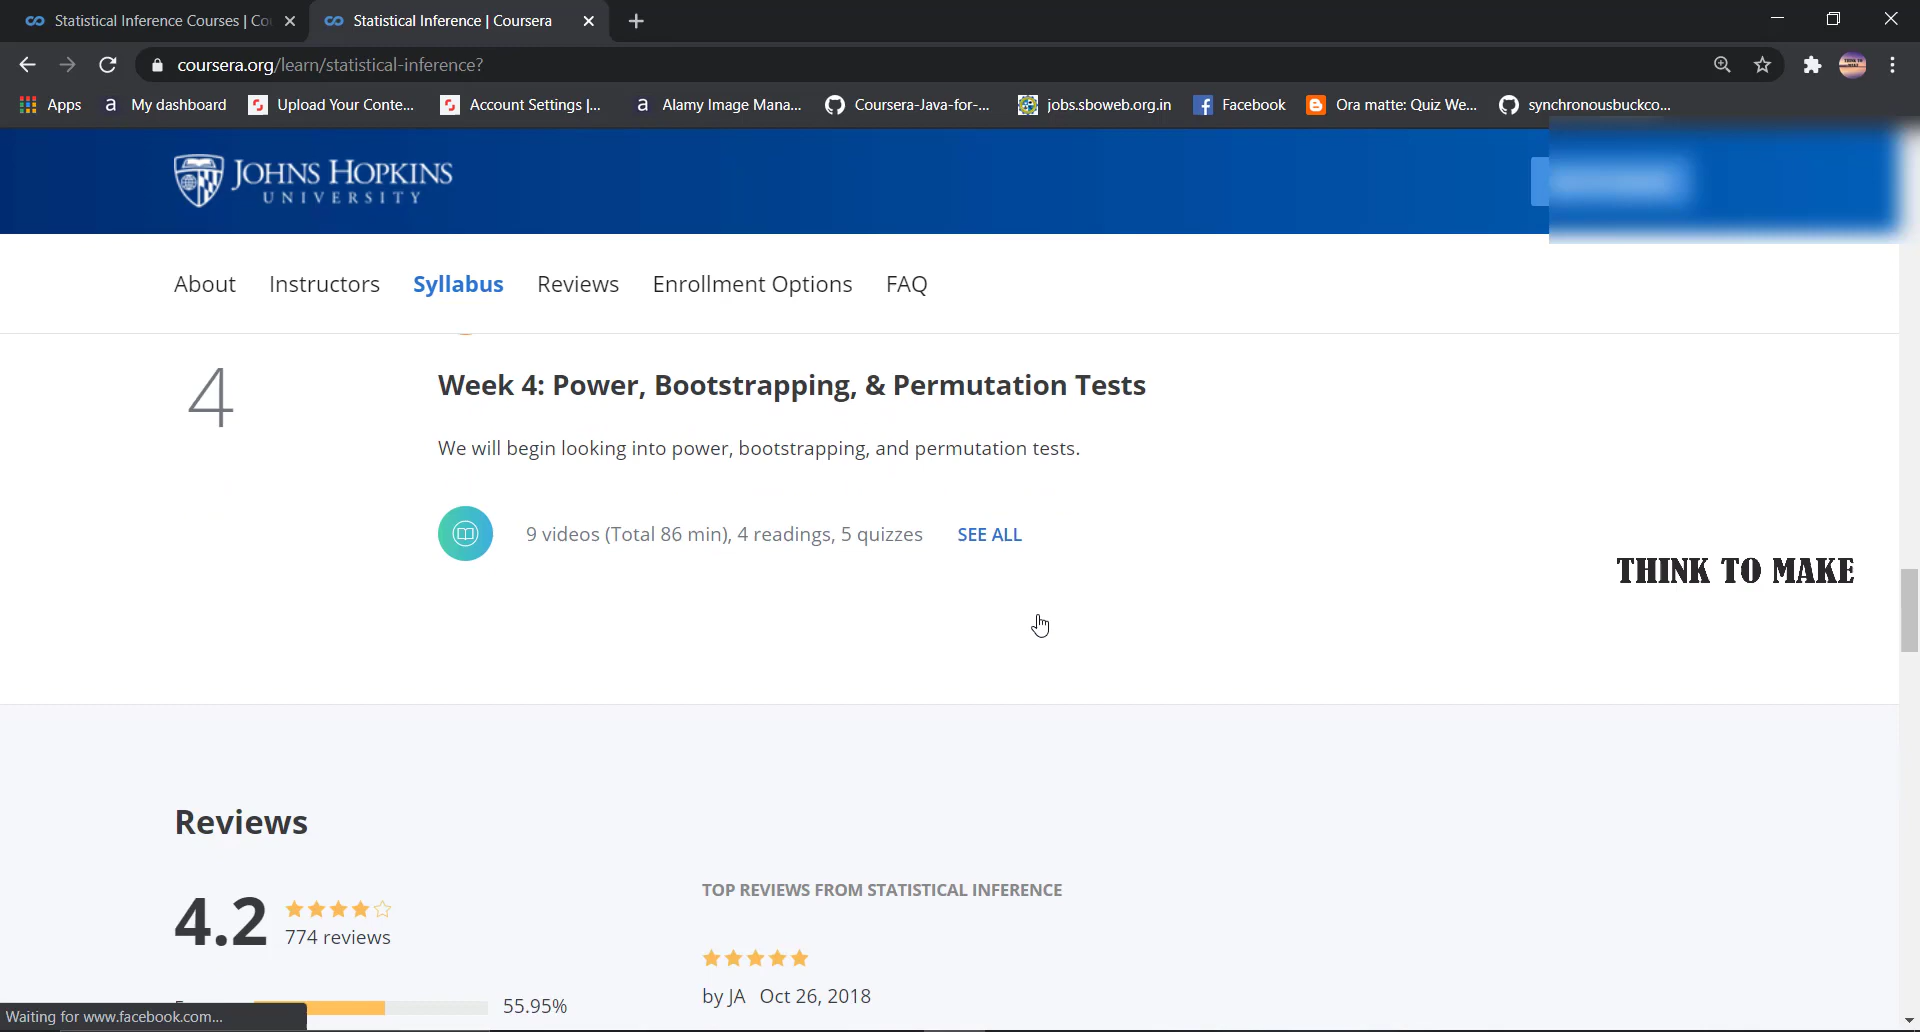 Statistical Inference Courses | Co
Statistical Inference | Coursera
coursera.org/learn/statistical-inference?
Apps
My dashboard
Upload Your Conte...
Account Settings |...
Alamy Image Mana...
Coursera-Java-for-...
jobs.sboweb.org.in
Facebook
Ora matte: Quiz We...
synchronousbuckco...
JOHNS HOPKINS
UNIVERSITY
About Instructors Syllabus Reviews Enrollment Options FAQ
4
Week 4: Power, Bootstrapping, & Permutation Tests
We will begin looking into power, bootstrapping, and permutation tests.
9 videos (Total 86 min), 4 readings, 5 quizzes SEE ALL
THINK TO MAKE
Reviews
4.2
774 reviews
TOP REVIEWS FROM STATISTICAL INFERENCE
by JA Oct 26, 2018
55.95%
Waiting for www.facebook.com...